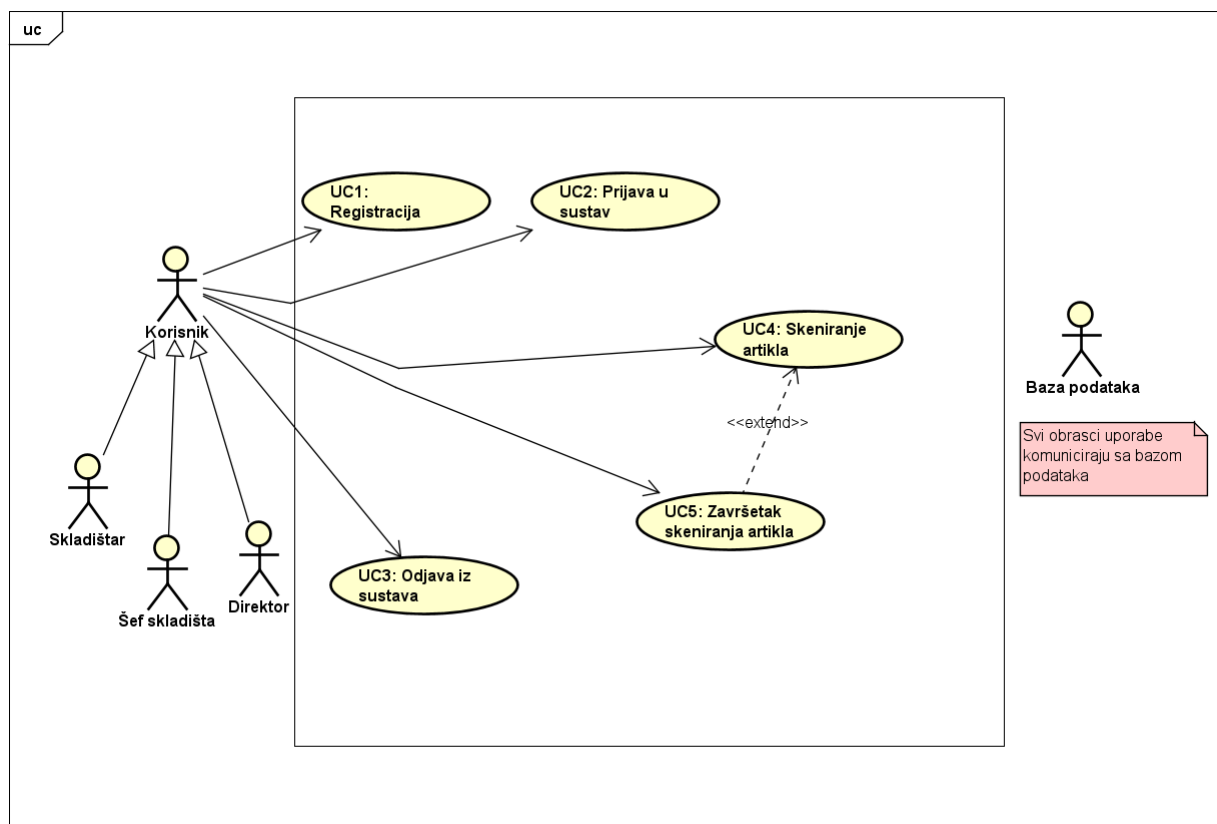 uc
UC1:
Registracija
UC2: Prijava u
sustav
Korisnik
UC4: Skeniranje
artikla
Baza podataka
<<extend>>
Svi obrasci uporabe
komuniciraju sa bazom
podataka
UC5: Završetak
skeniranja artikla
Skladištar
Šef skladišta
Direktor
UC3: Odjava iz
sustava